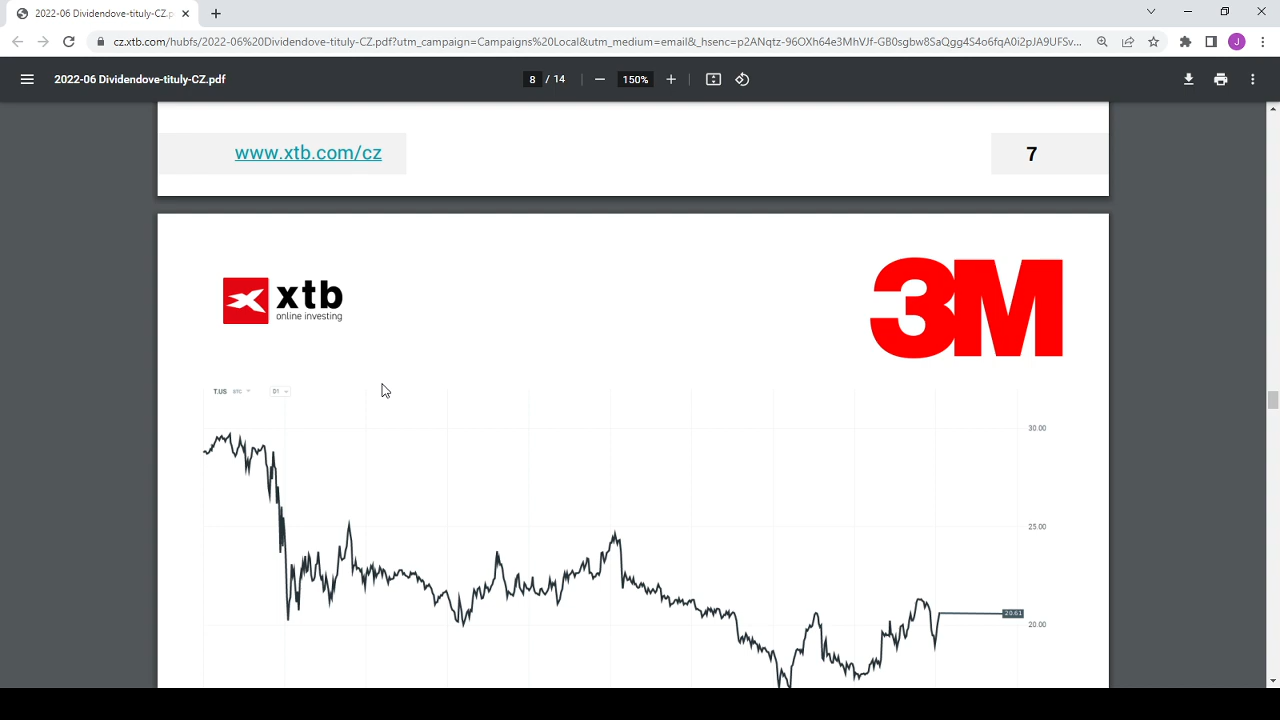 2022-06 Dividendove-tituly-CZ.p
cz.xtb.com/hubfs/2022-06%20Dividendove-tituly-CZ.pdf?utm_campaign=Campaigns%20Local&utm_medium=email&_hsenc=p2ANqtz-96OXh64e3MhVJf-GB0sgbw8SaQgg4S4o6fqA0i2pJA9UFSv...
J
2022-06 Dividendove-tituly-CZ.pdf
8 / 14
150%
www.xtb.com/cz
7
xtb
online investing
3M
T.US
D1
30.00
25.00
20.61
20.00